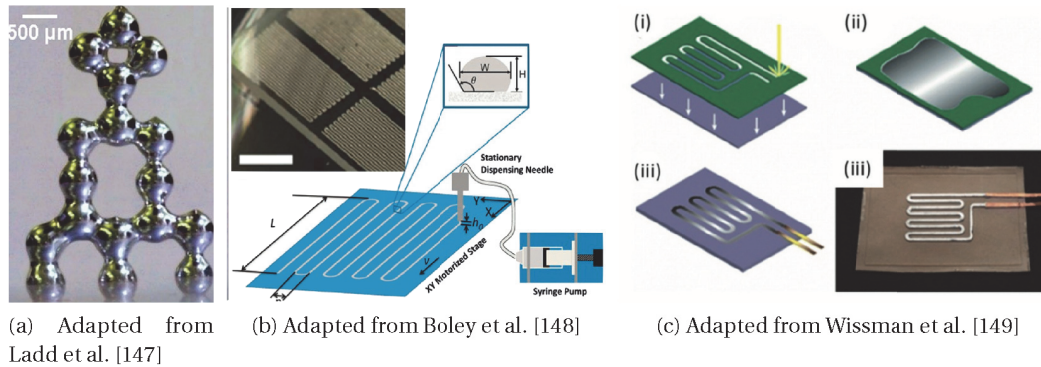 500 μm
(i)
(ii)
W
H
θ
Stationary
Dispensing Needle
(iii)
(iii)
Y
X
h₀
L
XY Motorized Stage
v
Syringe Pump
(a) Adapted from
Ladd et al. [147]
(b) Adapted from Boley et al. [148]
(c) Adapted from Wissman et al. [149]